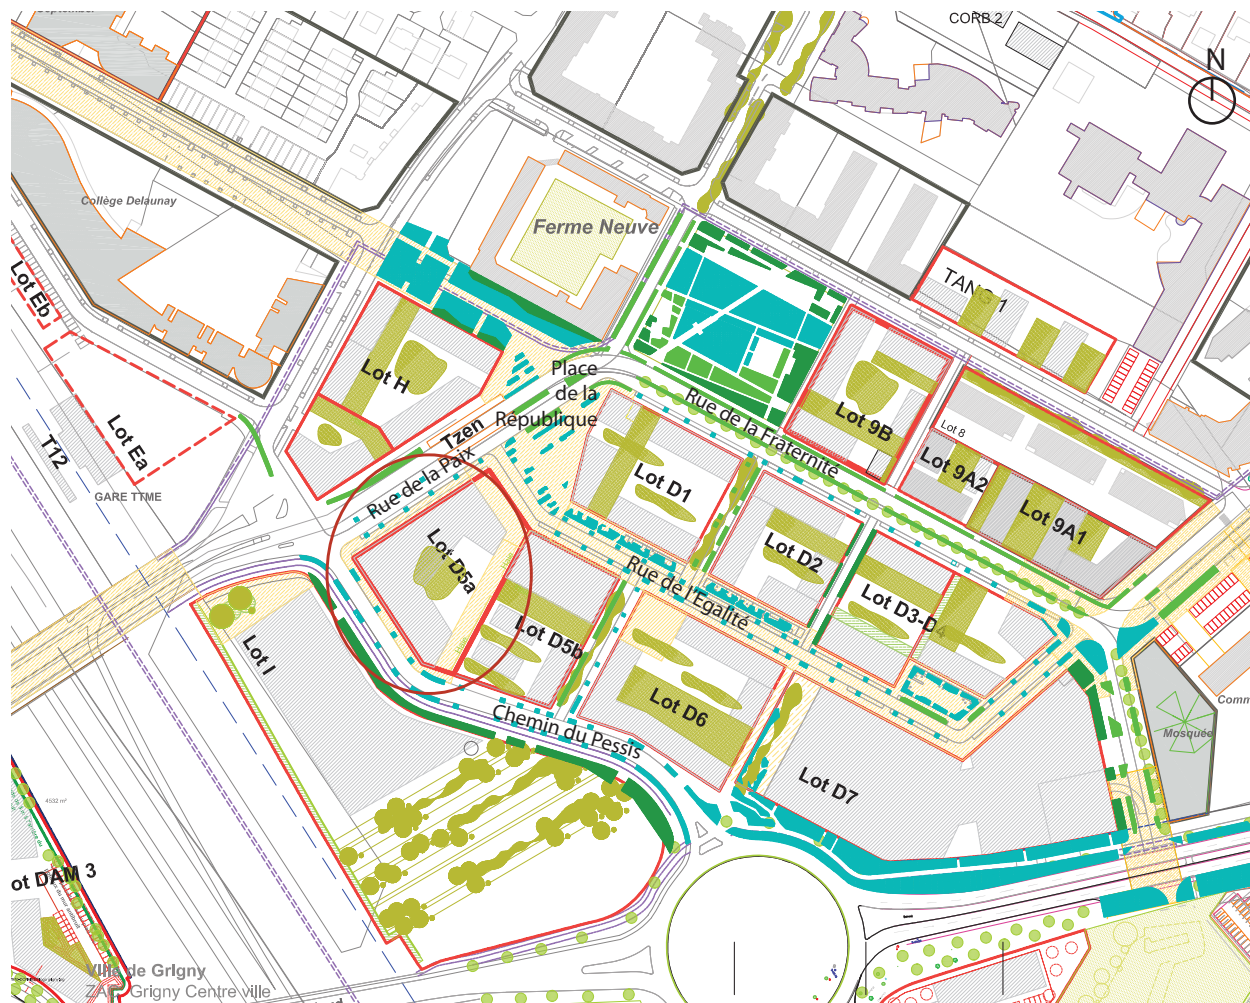 CORB 2
N
Collège Delaunay
Ferme Neuve
TANG 1
Lot Eb
Lot H
Place
de la
République
Rue de la Fraternité
Lot 9B
Lot 8
Lot Ea
T12
Tzen
Rue de la Paix
Lot 9A2
Lot 9A1
GARE TTME
Lot D1
Lot D5a
Lot D2
Rue de l'Egalité
Lot D3-D4
Lot D5b
Lot I
Lot D6
Chemin du Pessis
Lot D7
Mosquée
Comm
4532 m²
ot DAM 3
Ville de Grigny
ZAC Grigny Centre ville